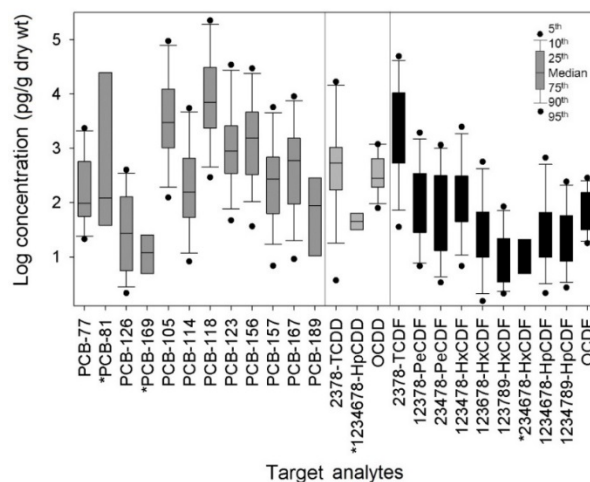 Log concentration (pg/g dry wt)
5
4
3
2
1
5th
10th
25th
Median
75th
90th
95th
PCB-77
*PCB-81
PCB-126
*PCB-169
PCB-105
PCB-114
PCB-118
PCB-123
PCB-156
PCB-157
PCB-167
PCB-189
2378-TCDD
*1234678-HpCDD
OCDD
2378-TCDF
12378-PeCDF
23478-PeCDF
123478-HxCDF
123678-HxCDF
123789-HxCDF
*234678-HxCDF
1234678-HpCDF
1234789-HpCDF
OCDF
Target analytes